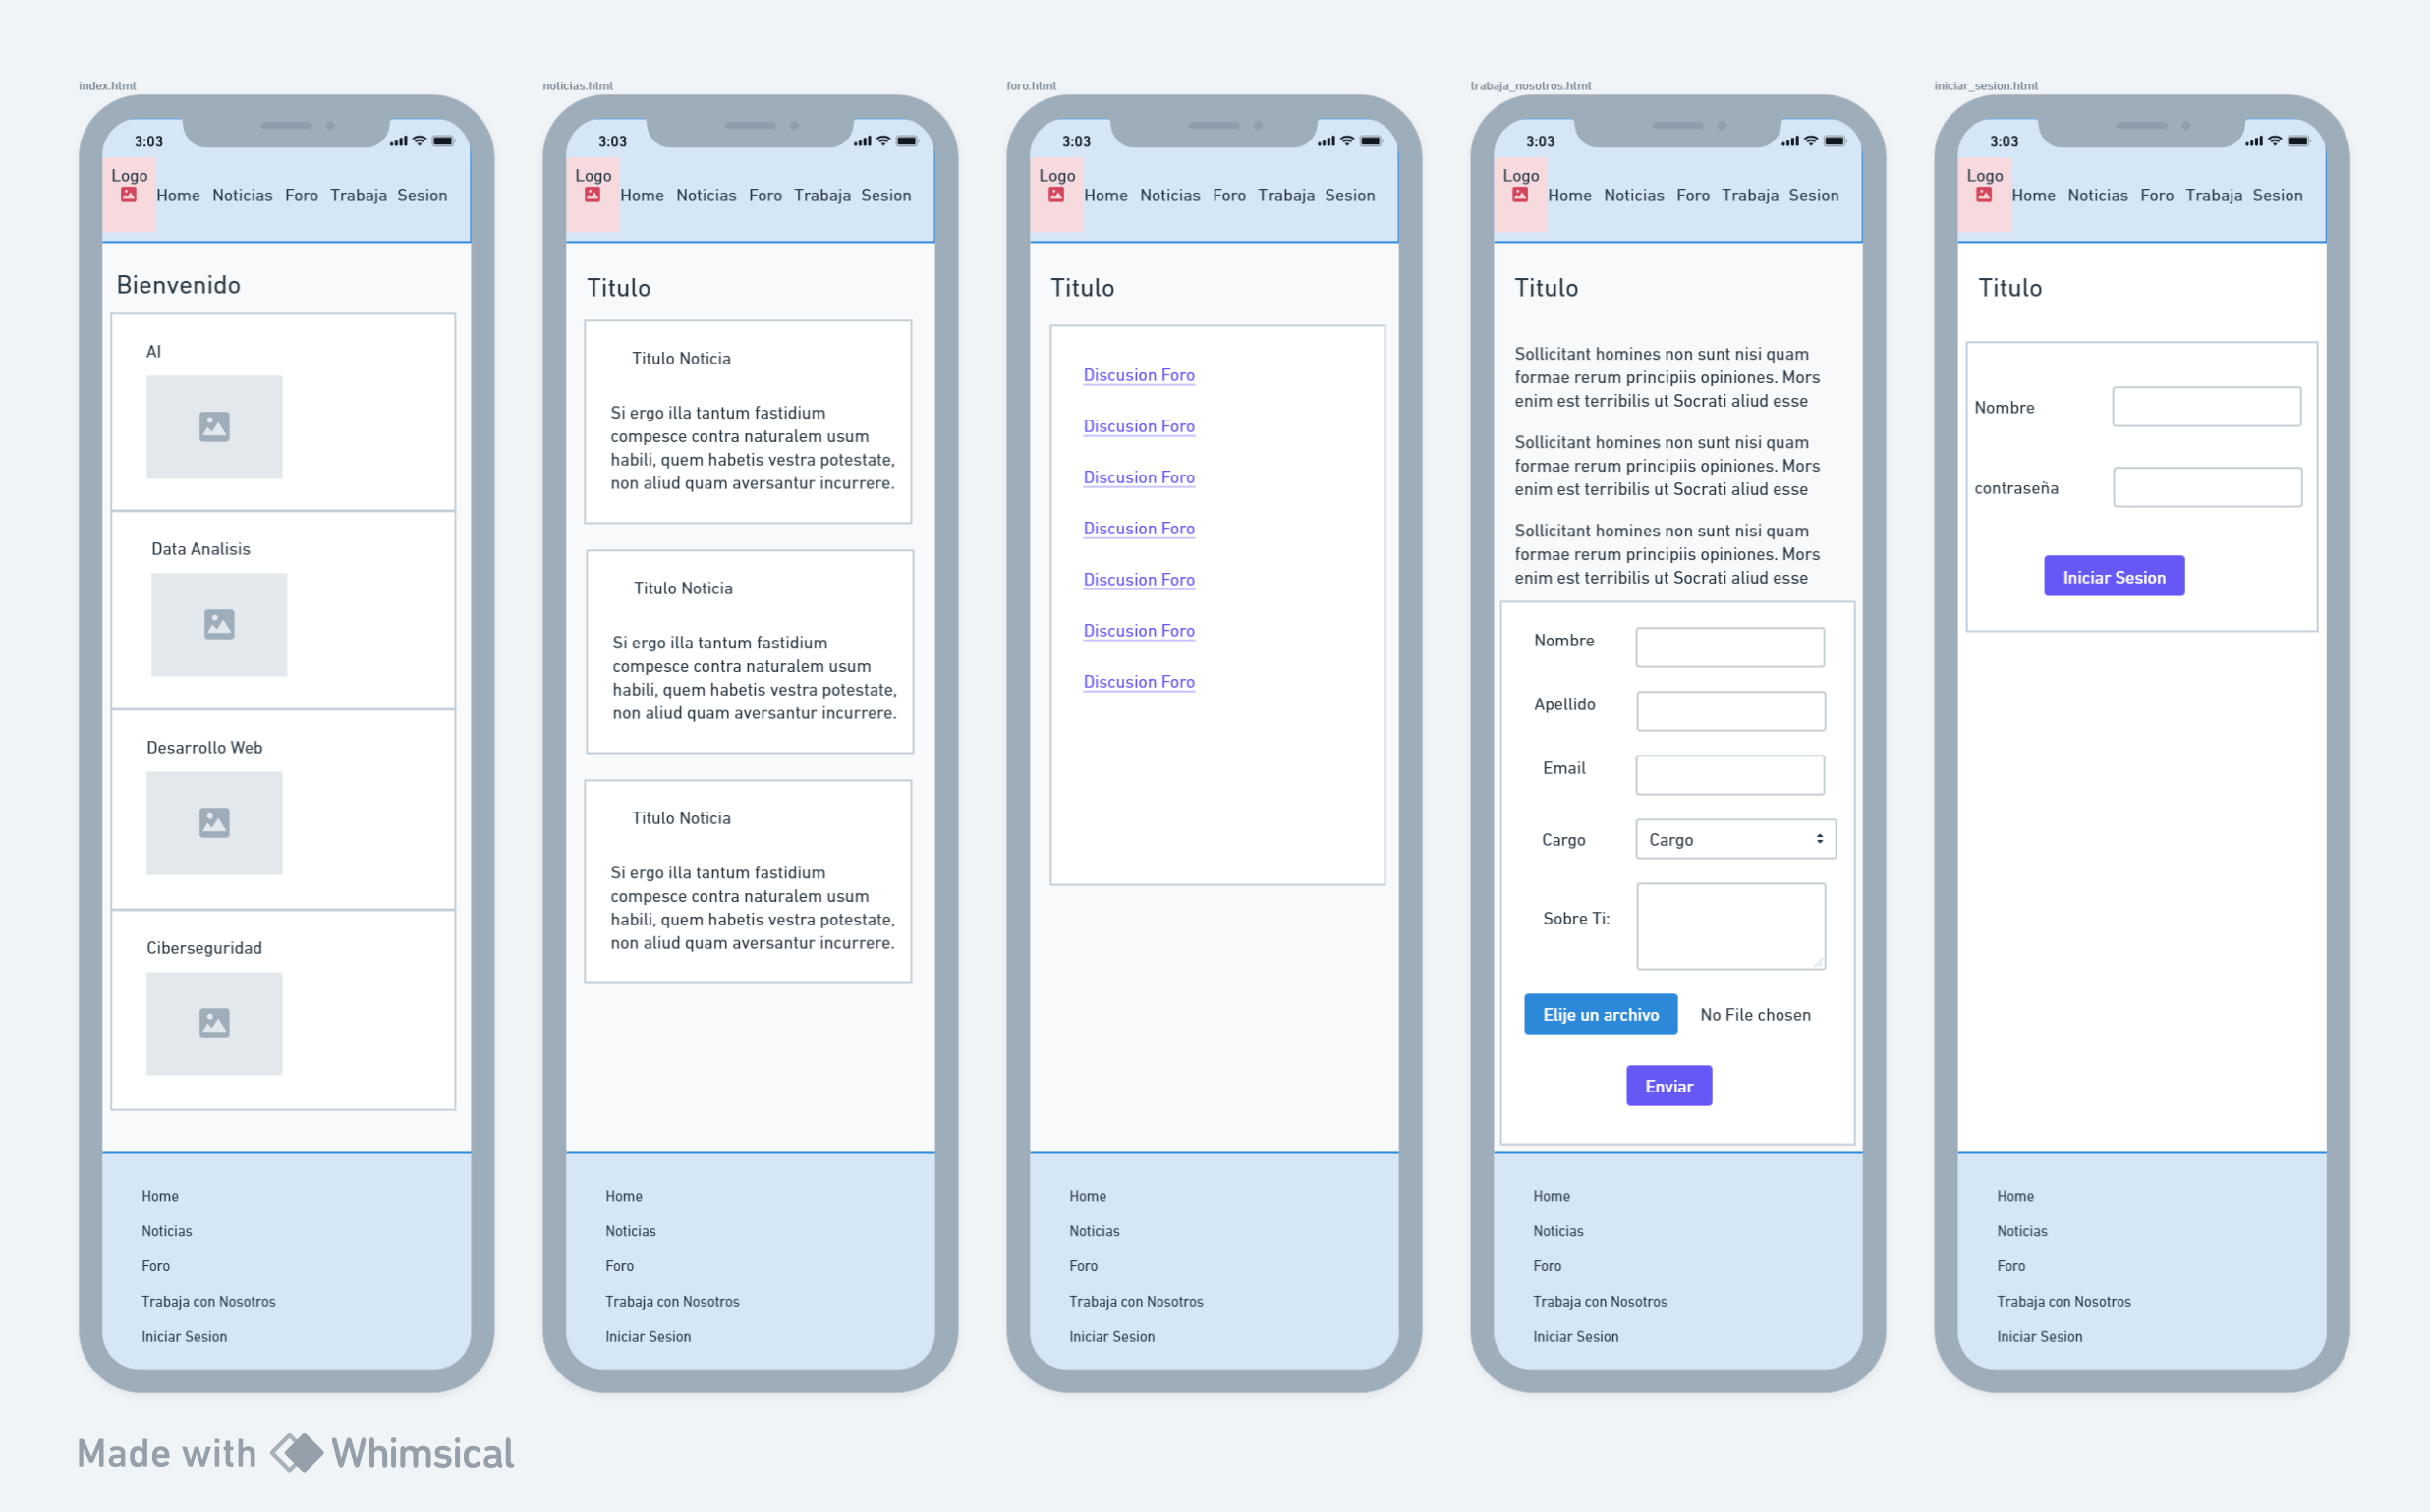 index.html
3:03
Logo
Home Noticias Foro Trabaja Sesion
Bienvenido
AI
Data Analisis
Desarrollo Web
Ciberseguridad
Home
Noticias
Foro
Trabaja con Nosotros
Iniciar Sesion
noticias.html
3:03
Logo
Home Noticias Foro Trabaja Sesion
Titulo
Titulo Noticia
Si ergo illa tantum fastidium
compesce contra naturalem usum
habili, quem habetis vestra potestate,
non aliud quam aversantur incurrere.
Titulo Noticia
Si ergo illa tantum fastidium
compesce contra naturalem usum
habili, quem habetis vestra potestate,
non aliud quam aversantur incurrere.
Titulo Noticia
Si ergo illa tantum fastidium
compesce contra naturalem usum
habili, quem habetis vestra potestate,
non aliud quam aversantur incurrere.
Home
Noticias
Foro
Trabaja con Nosotros
Iniciar Sesion
foro.html
3:03
Logo
Home Noticias Foro Trabaja Sesion
Titulo
Discusion Foro
Discusion Foro
Discusion Foro
Discusion Foro
Discusion Foro
Discusion Foro
Discusion Foro
Home
Noticias
Foro
Trabaja con Nosotros
Iniciar Sesion
trabaja_nosotros.html
3:03
Logo
Home Noticias Foro Trabaja Sesion
Titulo
Sollicitant homines non sunt nisi quam
formae rerum principiis opiniones. Mors
enim est terribilis ut Socrati aliud esse
Sollicitant homines non sunt nisi quam
formae rerum principiis opiniones. Mors
enim est terribilis ut Socrati aliud esse
Sollicitant homines non sunt nisi quam
formae rerum principiis opiniones. Mors
enim est terribilis ut Socrati aliud esse
Nombre
Apellido
Email
Cargo Cargo
Sobre Ti:
Elije un archivo No File chosen
Enviar
Home
Noticias
Foro
Trabaja con Nosotros
Iniciar Sesion
iniciar_sesion.html
3:03
Logo
Home Noticias Foro Trabaja Sesion
Titulo
Nombre
contraseña
Iniciar Sesion
Home
Noticias
Foro
Trabaja con Nosotros
Iniciar Sesion
Made with Whimsical